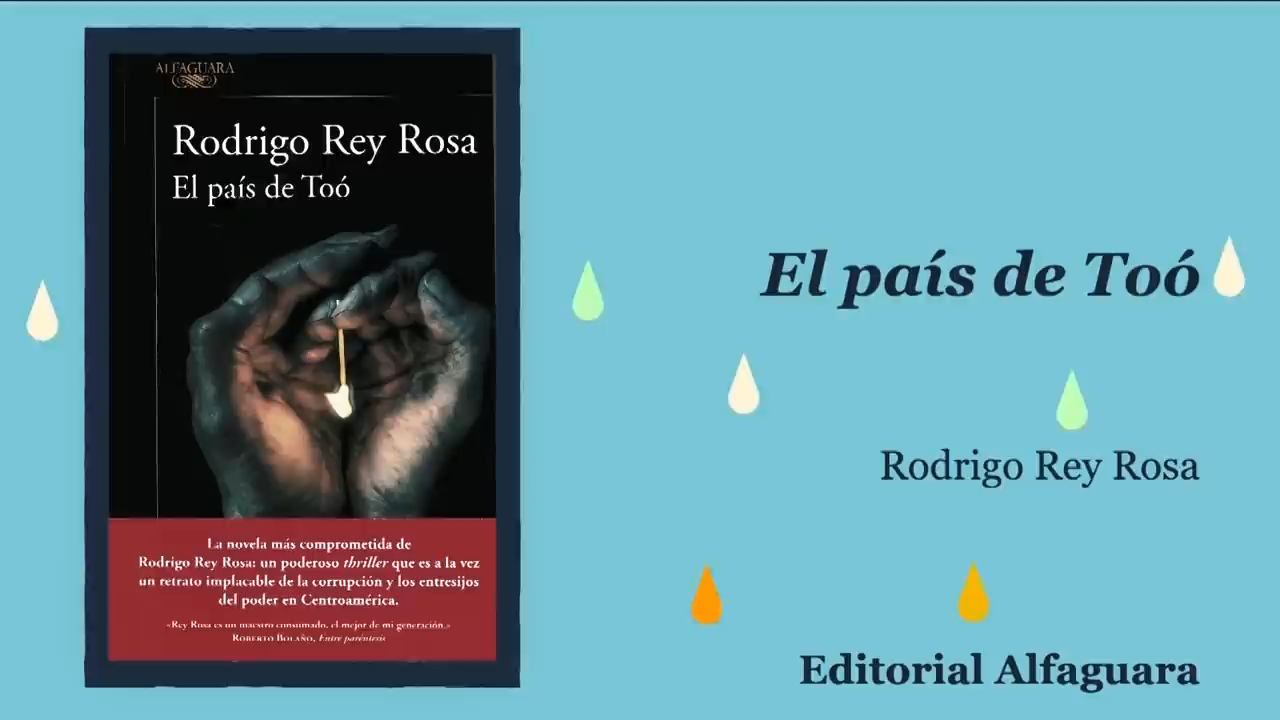 ALFAGUARA
Rodrigo Rey Rosa
El país de Toó
La novela más comprometida de
Rodrigo Rey Rosa: un poderoso thriller que es a la vez
un retrato implacable de la corrupción y los entresijos
del poder en Centroamérica.
«Rey Rosa es un maestro consumado, el mejor de mi generación.»
ROBERTO BOLAÑO, Entre paréntesis
El país de Toó
Rodrigo Rey Rosa
Editorial Alfaguara